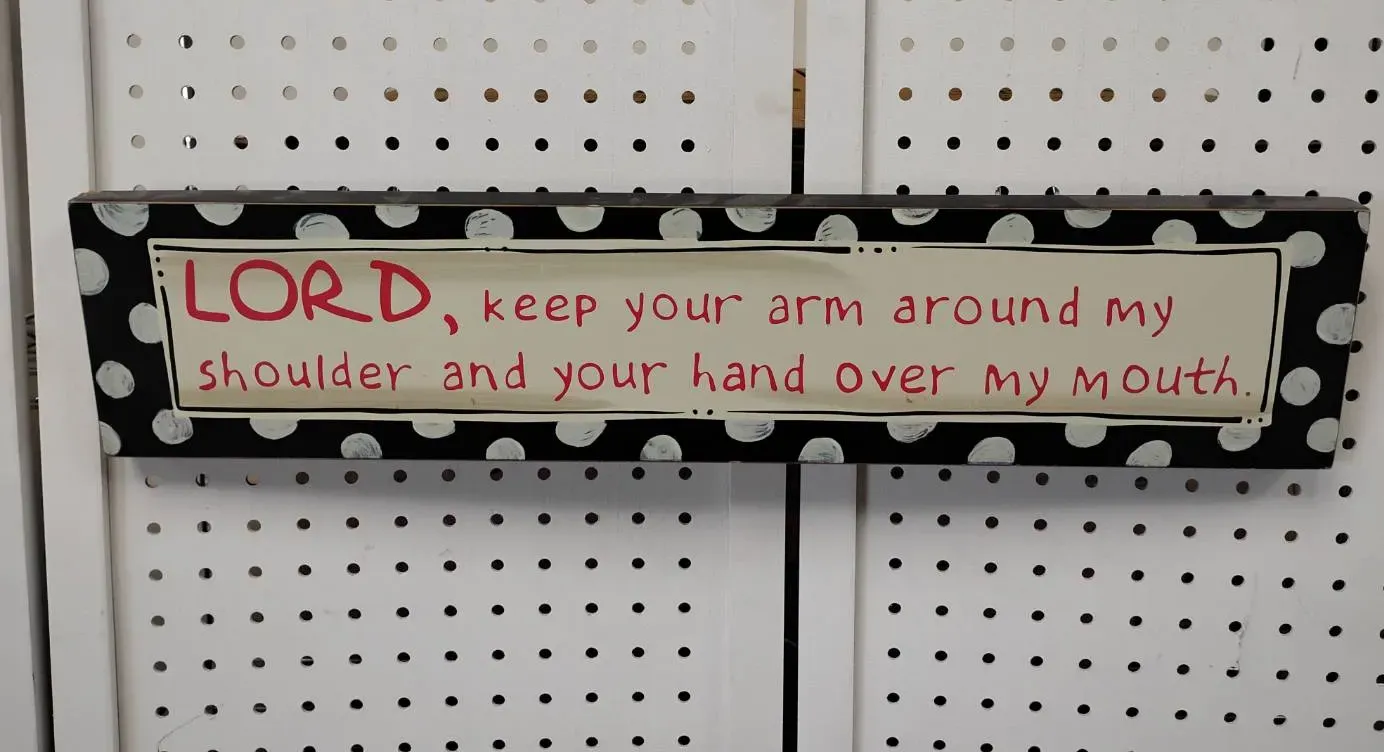 LORD, keep your arm around my
shoulder and your hand over my mouth.